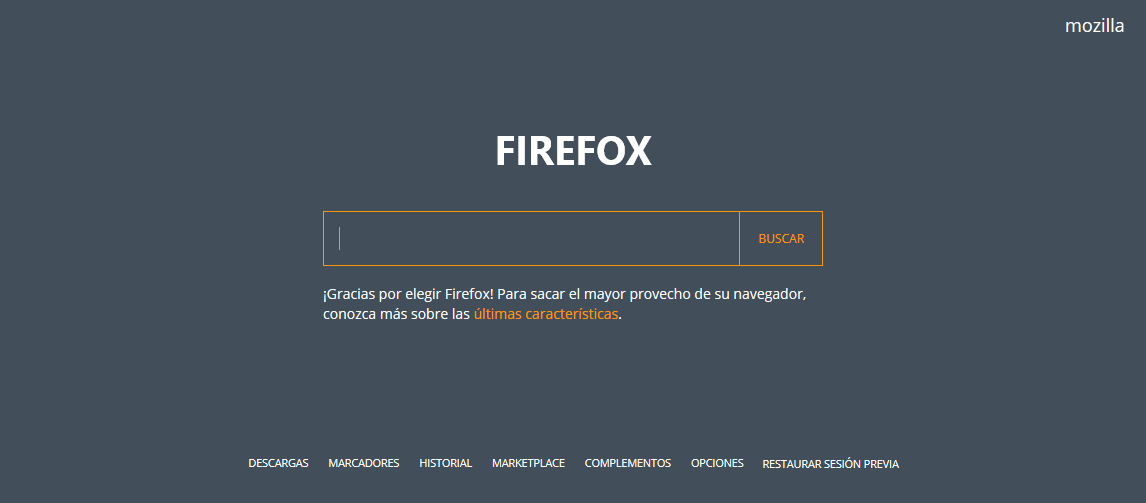 mozilla
FIREFOX
BUSCAR
¡Gracias por elegir Firefox! Para sacar el mayor provecho de su navegador,
conozca más sobre las últimas características.
DESCARGAS MARCADORES HISTORIAL MARKETPLACE COMPLEMENTOS OPCIONES RESTAURAR SESIÓN PREVIA